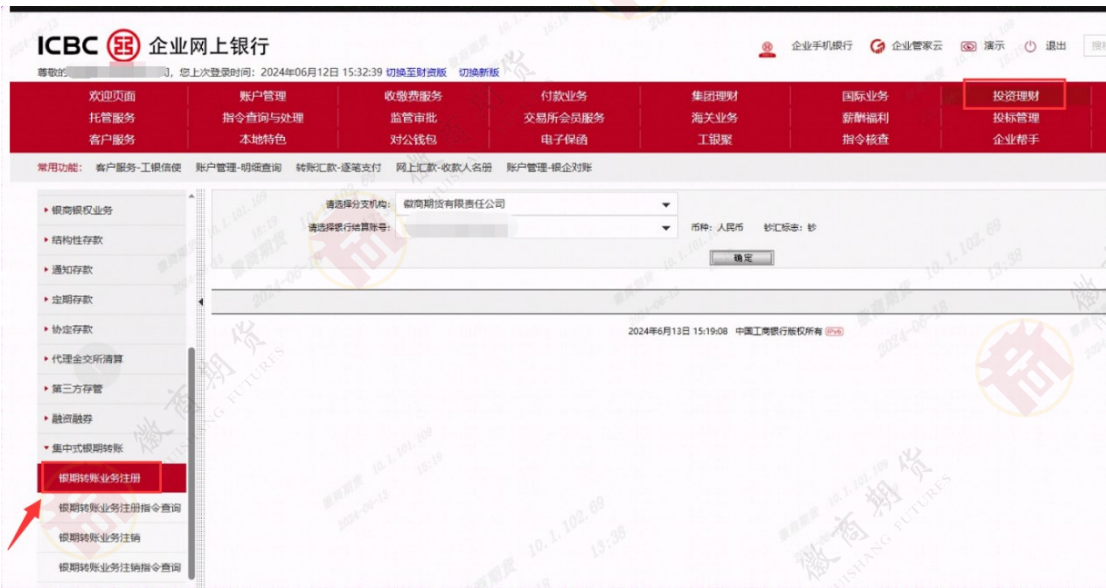 ICBC 企业网上银行
企业手机银行 企业管家云 演示 退出
尊敬的 司，您上次登录时间：2024年06月12日 15:32:39 切换至财资版 切换新版
欢迎页面 账户管理 收缴费服务 付款业务 集团理财 国际业务 投资理财
托管服务 指令查询与处理 监管审批 交易所会员服务 海关业务 薪酬福利 投标管理
客户服务 本地特色 对公钱包 电子保函 工银聚 指令核查 企业帮手
常用功能： 客户服务-工银信使 账户管理-明细查询 转账汇款-逐笔支付 网上汇款-收款人名册 账户管理-银企对账
银商银权业务
结构性存款
通知存款
定期存款
协定存款
代理金交所清算
第三方存管
融资融券
集中式银期转账
银期转账业务注册
银期转账业务注册指令查询
银期转账业务注销
银期转账业务注销指令查询
请选择分支机构： 徽商期货有限责任公司
请选择银行结算账号： 币种：人民币 钞汇标志：钞
确定
2024年6月13日 15:19:08 中国工商银行版权所有 IPv6
徽商期货
HUISHANG FUTURES